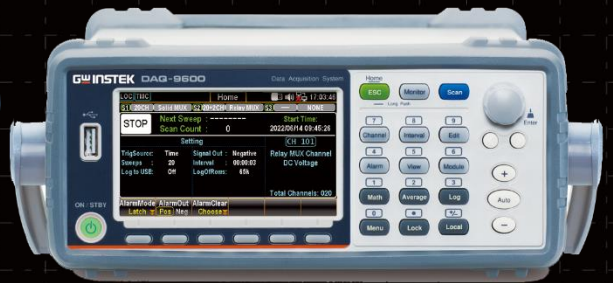 GWINSTEK DAQ-9600 Data Acquisition System
LOC TMC Home 17:03:46
S1 20CH Solid MUX S2 20+2CH Relay MUX S3 --- NONE
STOP
Next Sweep : --------
Scan Count : 0
Start Time:
2022/06/14 09:45:26
Setting
CH 101
TrigSource: Time Signal Out : Negative
Sweeps : 20 Interval : 00:00:03
Log to USB: Off LogOfRoms: 65k
Relay MUX Channel
DC Voltage
Total Channels: 020
AlarmMode AlarmOut AlarmClear
Latch Pos Neg Choose
ON / STBY
Home
ESC Monitor Scan
Long Push
Enter
7 8 9
Channel Interval Edit
4 5 6
Alarm View Module
1 2 3
Math Average Log
0 +/-
Menu Lock Local
+
Auto
−